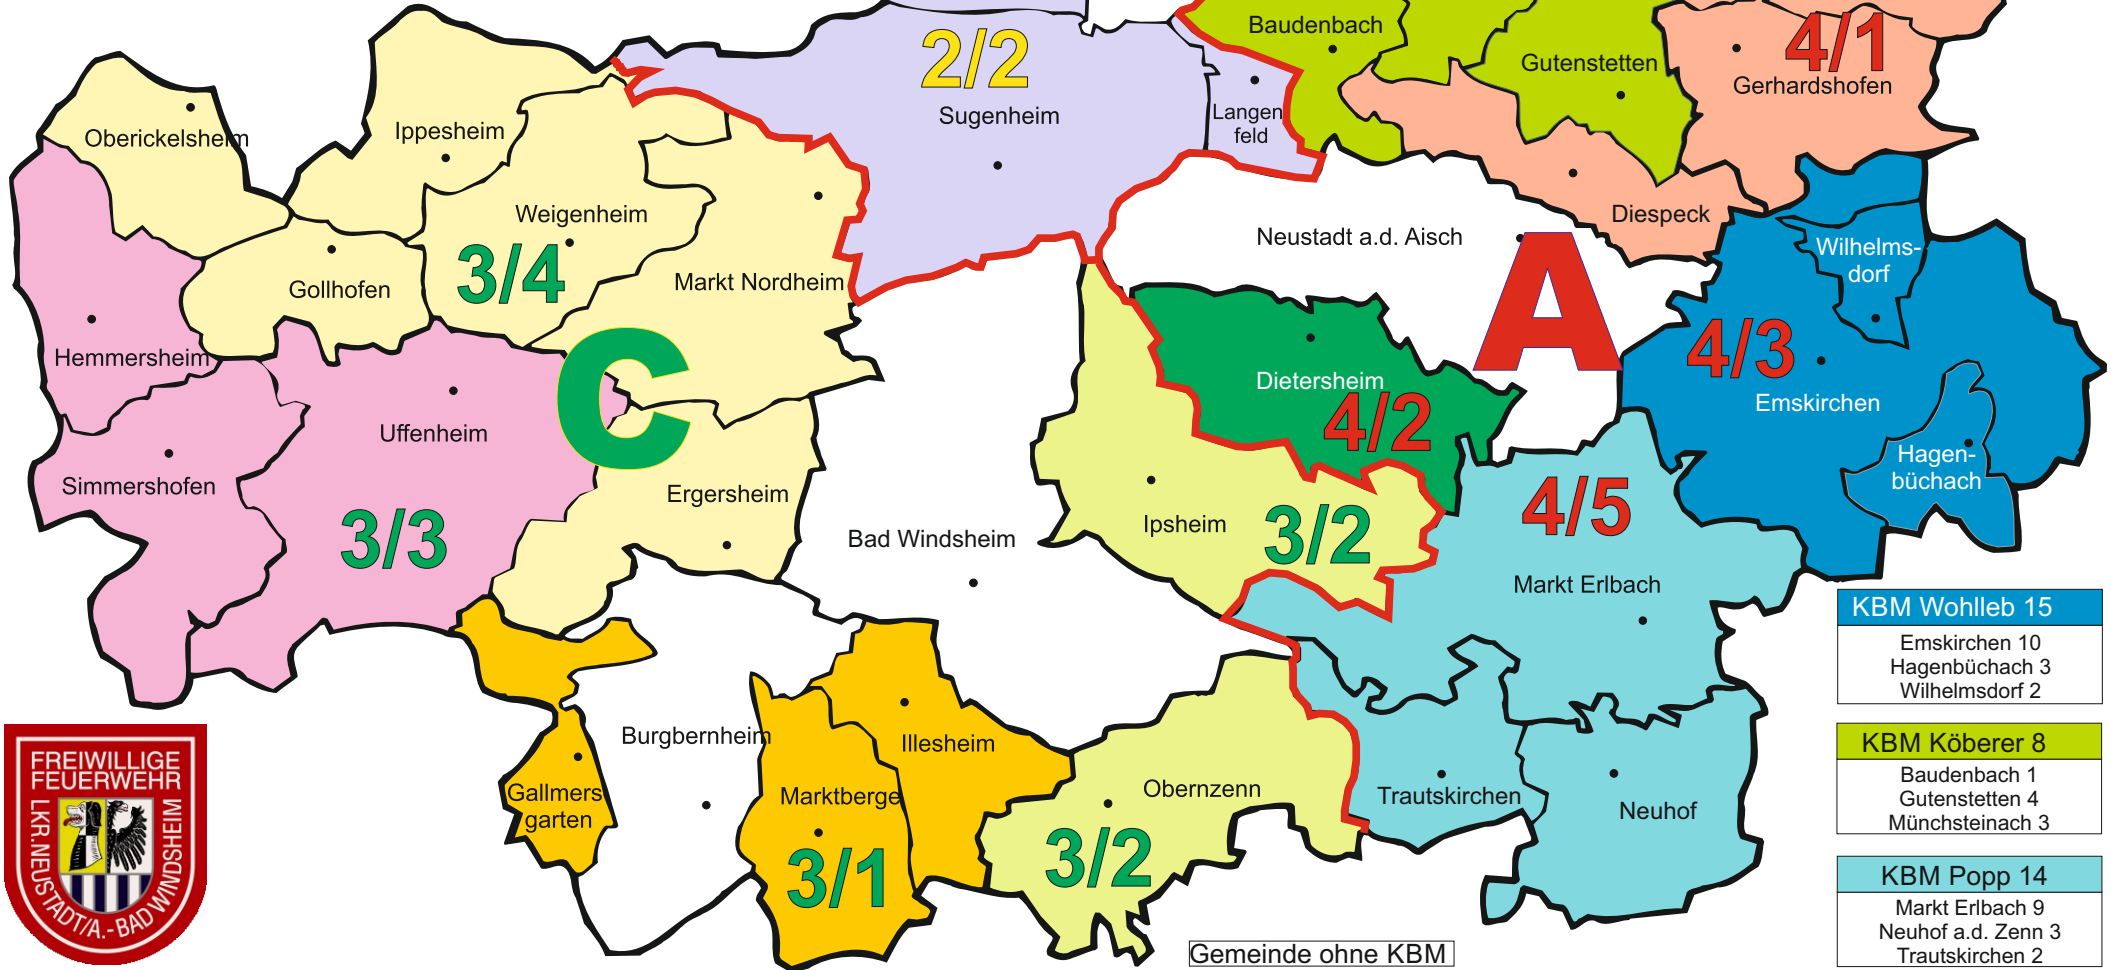 Baudenbach
2/2
4/1
Gutenstetten
Gerhardshofen
Sugenheim
Langen
feld
Oberickelsheim
Ippesheim
Weigenheim
Diespeck
Neustadt a.d. Aisch
A
Wilhelms-
dorf
3/4
Gollhofen
Markt Nordheim
Hemmersheim
C
4/3
Dietersheim
4/2
Emskirchen
Uffenheim
Hagen-
büchach
Simmershofen
Ergersheim
4/5
Ipsheim
3/2
Bad Windsheim
3/3
Markt Erlbach
KBM Wohlleb 15
Emskirchen 10
Hagenbüchach 3
Wilhelmsdorf 2
Burgbernheim
Illesheim
KBM Köberer 8
Baudenbach 1
Gutenstetten 4
Münchsteinach 3
FREIWILLIGE
FEUERWEHR
LKR.NEUSTADT/A.-BAD WINDSHEIM
Gallmers
garten
Marktberge
Obernzenn
Trautskirchen
Neuhof
3/1
3/2
KBM Popp 14
Markt Erlbach 9
Neuhof a.d. Zenn 3
Trautskirchen 2
Gemeinde ohne KBM